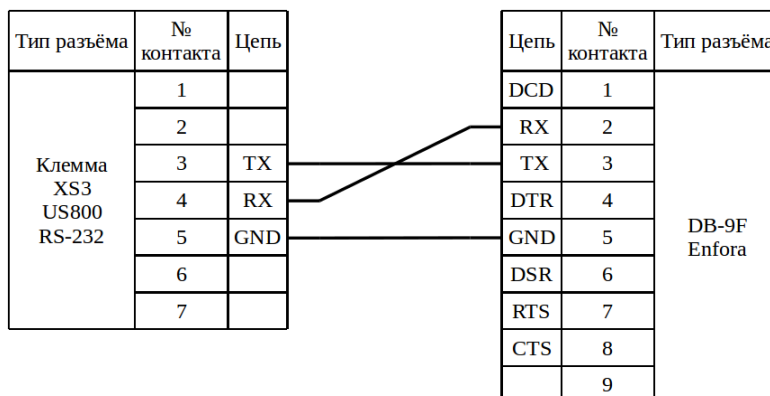 Тип разъёма № контакта Цепь
1
2
3 TX
4 RX
5 GND
6
7
Клемма
XS3
US800
RS-232
Цепь № контакта Тип разъёма
DCD 1
RX 2
TX 3
DTR 4
GND 5
DSR 6
RTS 7
CTS 8
9
DB-9F
Enfora